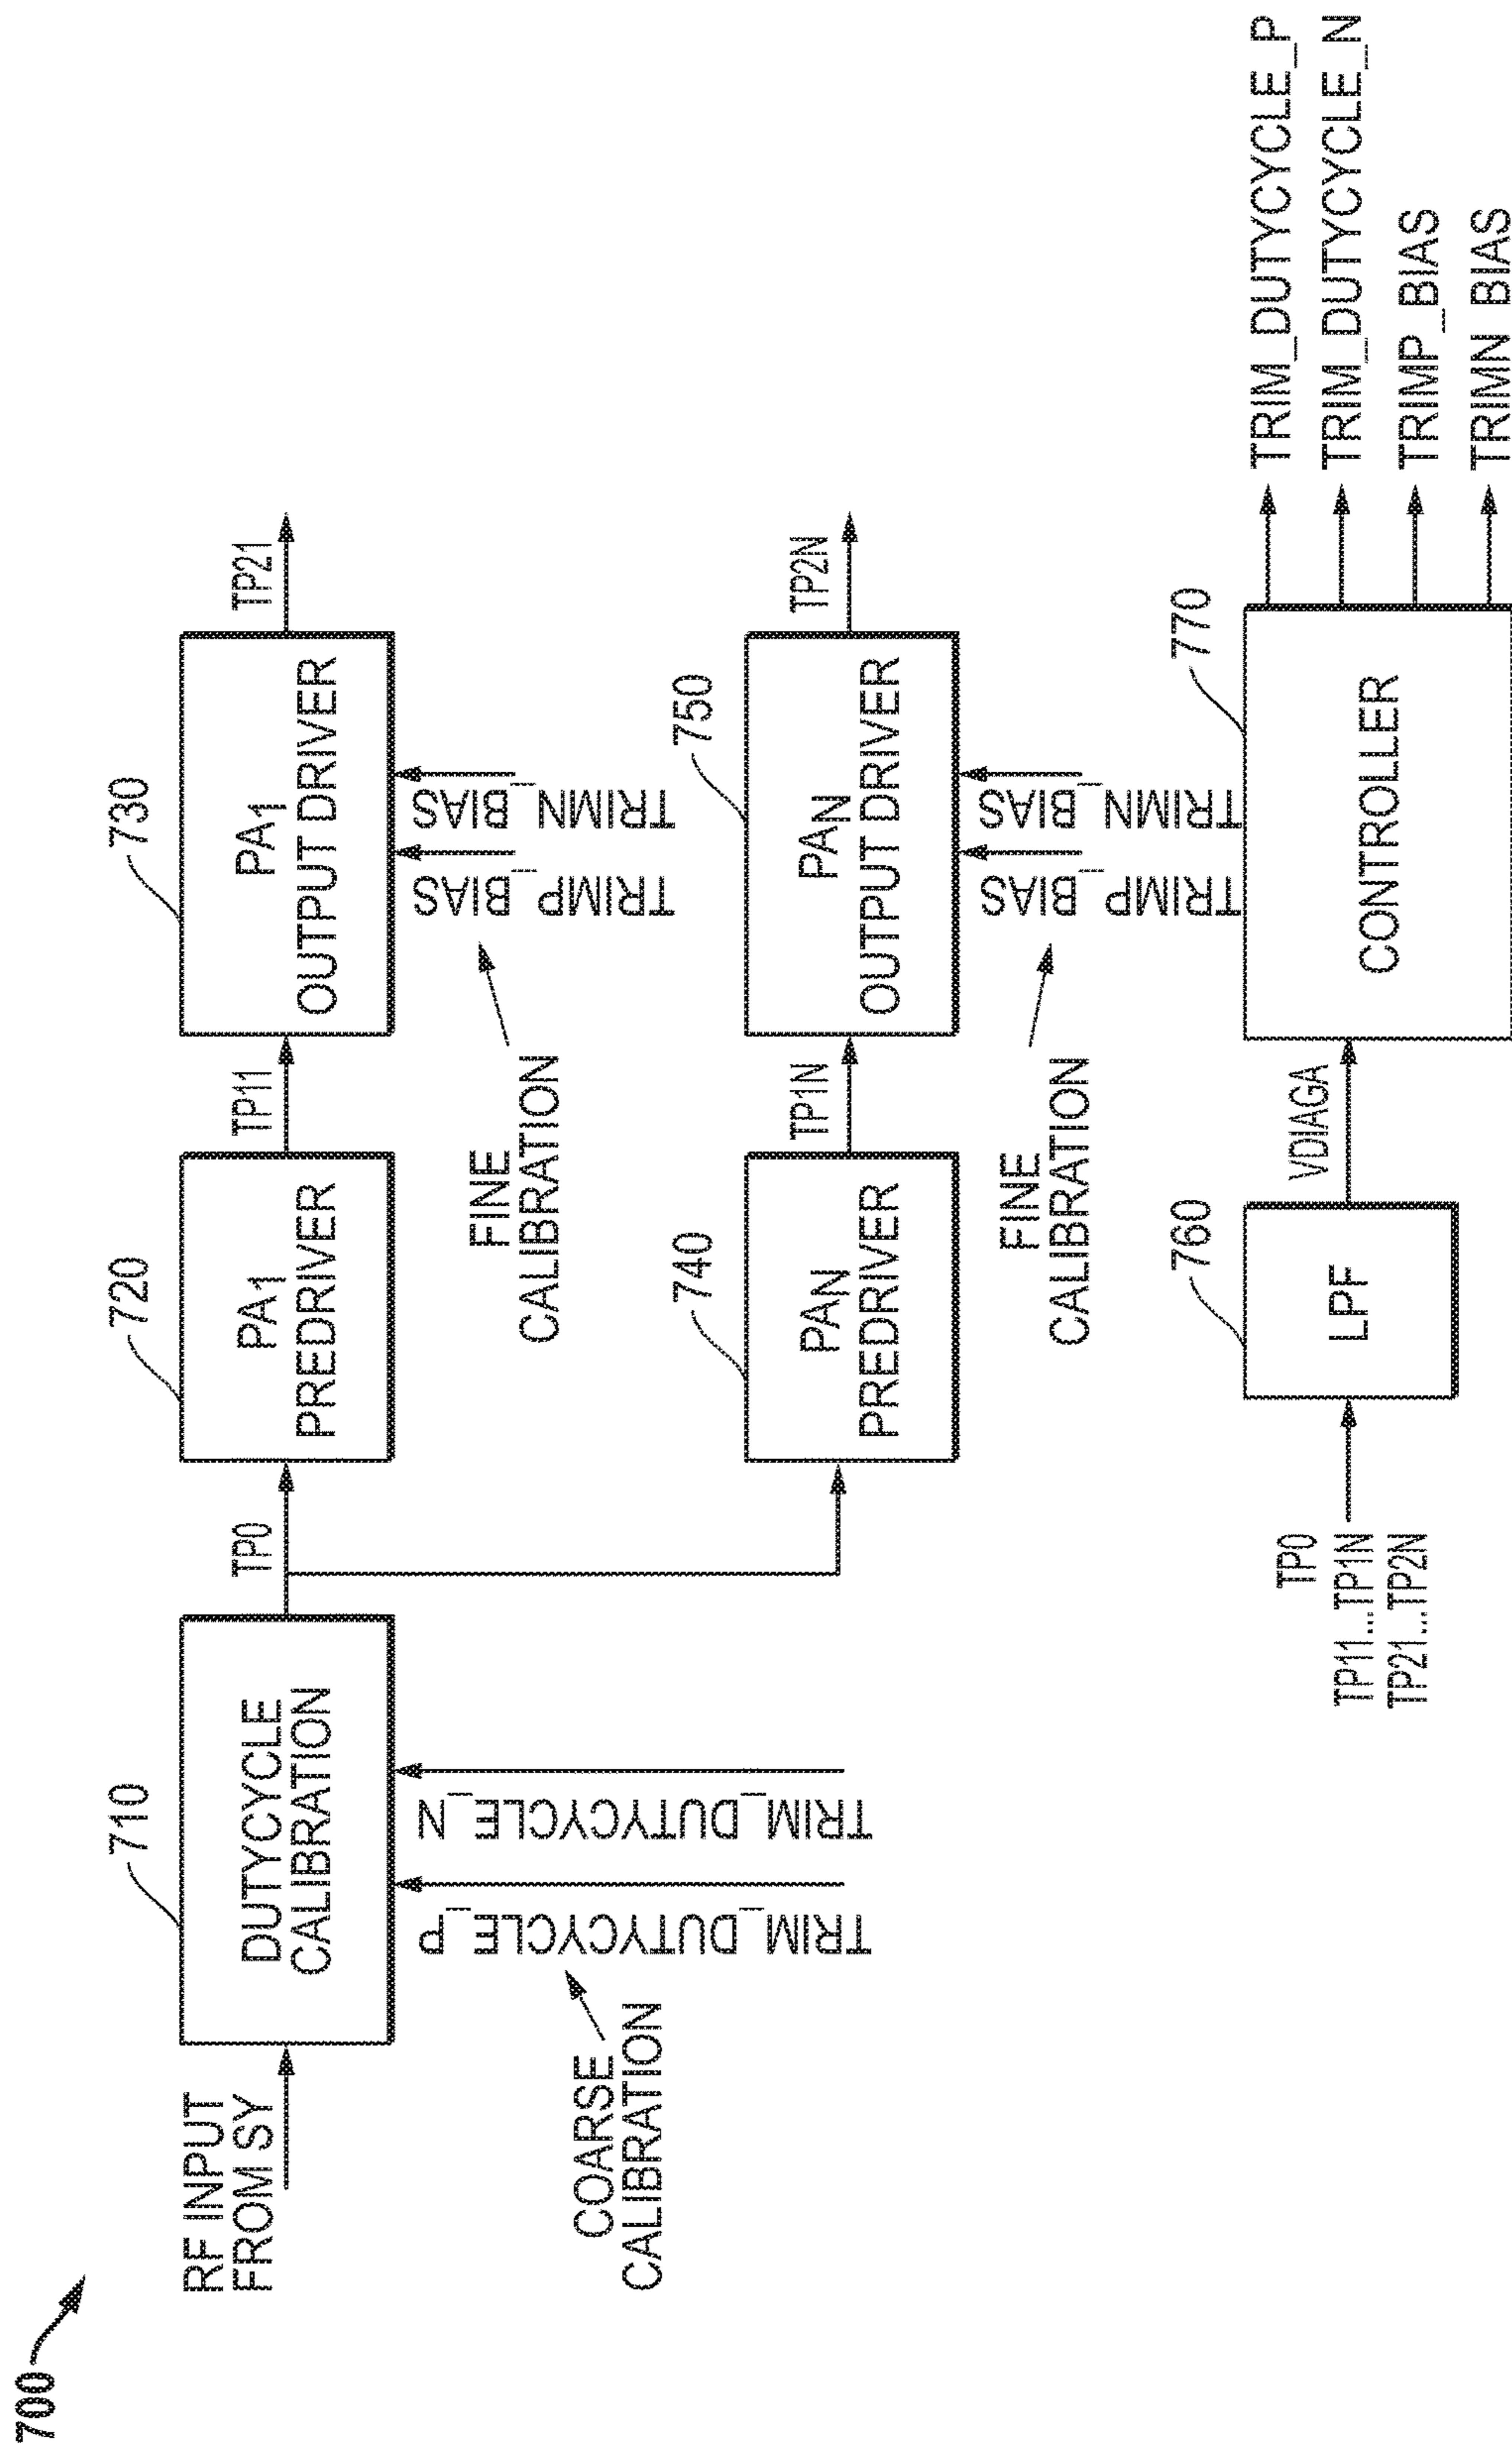 700
RF INPUT
FROM SY
710
DUTYCYCLE
CALIBRATION
COARSE
CALIBRATION
TRIM_DUTYCYCLE_P
TRIM_DUTYCYCLE_N
TP0
720
PA1
PREDRIVER
TP11
730
PA1
OUTPUT DRIVER
TP21
FINE
CALIBRATION
TRIMP_BIAS
TRIMN_BIAS
740
PAN
PREDRIVER
TP1N
750
PAN
OUTPUT DRIVER
TP2N
FINE
CALIBRATION
TRIMP_BIAS
TRIMN_BIAS
TP0
TP11...TP1N
TP21...TP2N
760
LPF
VDIAGA
770
CONTROLLER
TRIM_DUTYCYCLE_P
TRIM_DUTYCYCLE_N
TRIMP_BIAS
TRIMN_BIAS